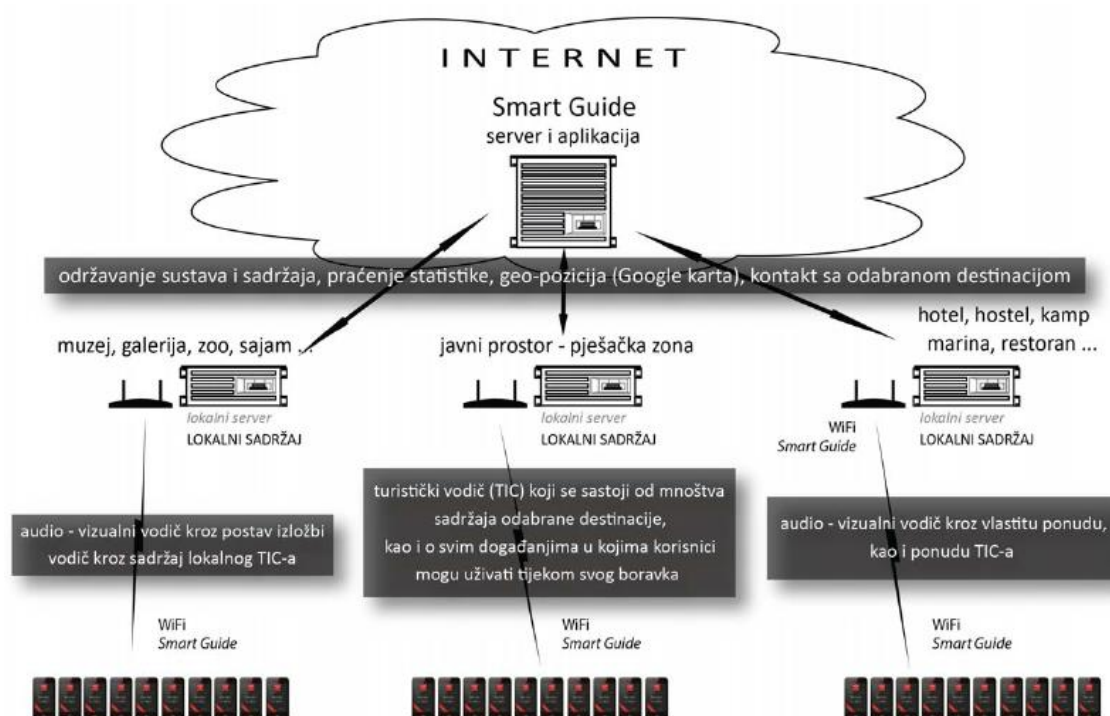 INTERNET
Smart Guide
server i aplikacija
održavanje sustava i sadržaja, praćenje statistike, geo-pozicija (Google karta), kontakt sa odabranom destinacijom
muzej, galerija, zoo, sajam ...
lokalni server
LOKALNI SADRŽAJ
audio - vizualni vodič kroz postav izložbi
vodič kroz sadržaj lokalnog TIC-a
WiFi
Smart Guide
javni prostor - pješačka zona
lokalni server
LOKALNI SADRŽAJ
turistički vodič (TIC) koji se sastoji od mnoštva
sadržaja odabrane destinacije,
kao i o svim događanjima u kojima korisnici
mogu uživati tijekom svog boravka
WiFi
Smart Guide
hotel, hostel, kamp
marina, restoran ...
WiFi
Smart Guide
lokalni server
LOKALNI SADRŽAJ
audio - vizualni vodič kroz vlastitu ponudu,
kao i ponudu TIC-a
WiFi
Smart Guide